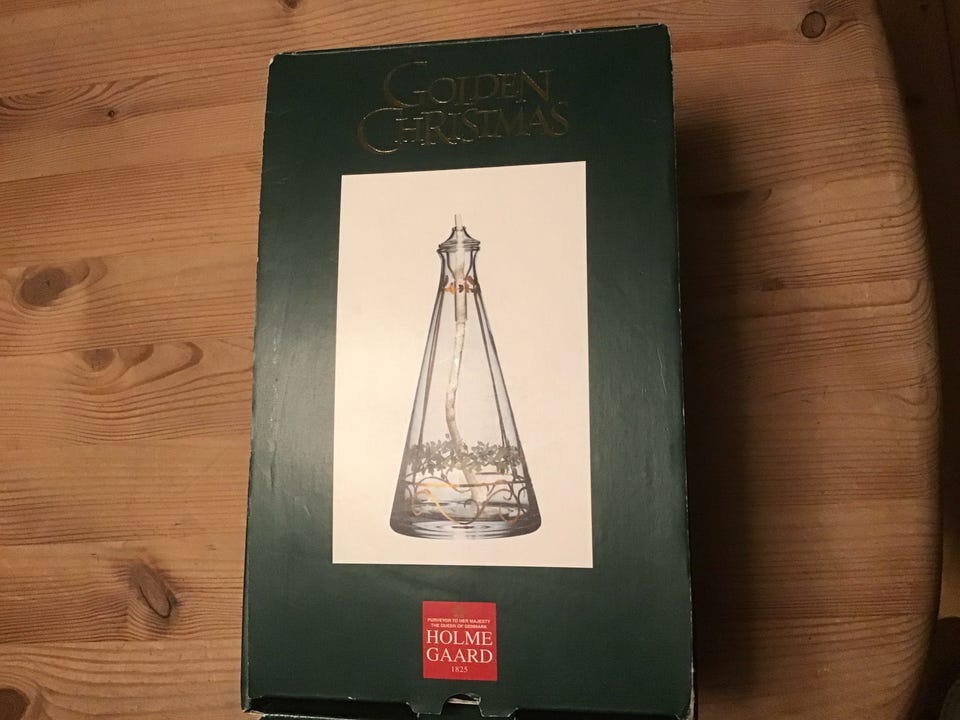 GOLDEN
CHRISTMAS
PURVEYOR TO HER MAJESTY
THE QUEEN OF DENMARK
HOLME
GAARD
1825